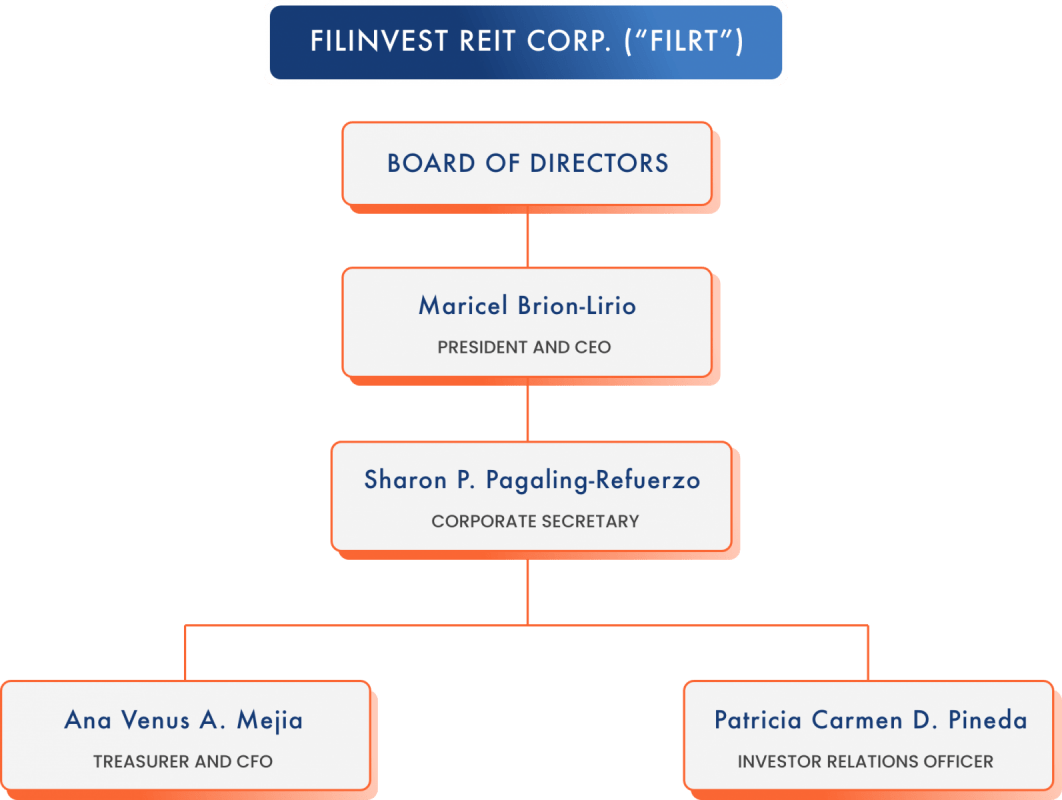 FILINVEST REIT CORP. (“FILRT”)
BOARD OF DIRECTORS
Maricel Brion-Lirio
PRESIDENT AND CEO
Sharon P. Pagaling-Refuerzo
CORPORATE SECRETARY
Ana Venus A. Mejia
TREASURER AND CFO
Patricia Carmen D. Pineda
INVESTOR RELATIONS OFFICER